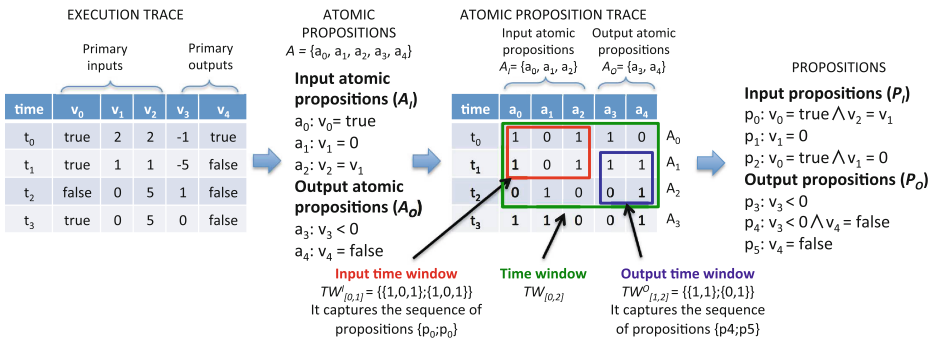 EXECUTION TRACE
Primary inputs
Primary outputs
time v0 v1 v2 v3 v4
t0 true 2 2 -1 true
t1 true 1 1 -5 false
t2 false 0 5 1 false
t3 true 0 5 0 false
ATOMIC
PROPOSITIONS
A = {a0, a1, a2, a3, a4}
Input atomic
propositions (AI)
a0: v0= true
a1: v1 = 0
a2: v2 = v1
Output atomic
propositions (AO)
a3: v3 < 0
a4: v4 = false
ATOMIC PROPOSITION TRACE
Input atomic
propositions
AI= {a0, a1, a2}
Output atomic
propositions
AO= {a3, a4}
time a0 a1 a2 a3 a4
t0 1 0 1 1 0 A0
t1 1 0 1 1 1 A1
t2 0 1 0 0 1 A2
t3 1 1 0 0 1 A3
Input time window
TWI[0,1] = {{1,0,1};{1,0,1}}
It captures the sequence of
propositions {p0;p0}
Time window
TW[0,2]
Output time window
TWO[1,2] = {{1,1};{0,1}}
It captures the sequence
of propositions {p4;p5}
PROPOSITIONS
Input propositions (PI)
p0: v0 = true ∧ v2 = v1
p1: v1 = 0
p2: v0 = true ∧ v1 = 0
Output propositions (PO)
p3: v3 < 0
p4: v3 < 0 ∧ v4 = false
p5: v4 = false